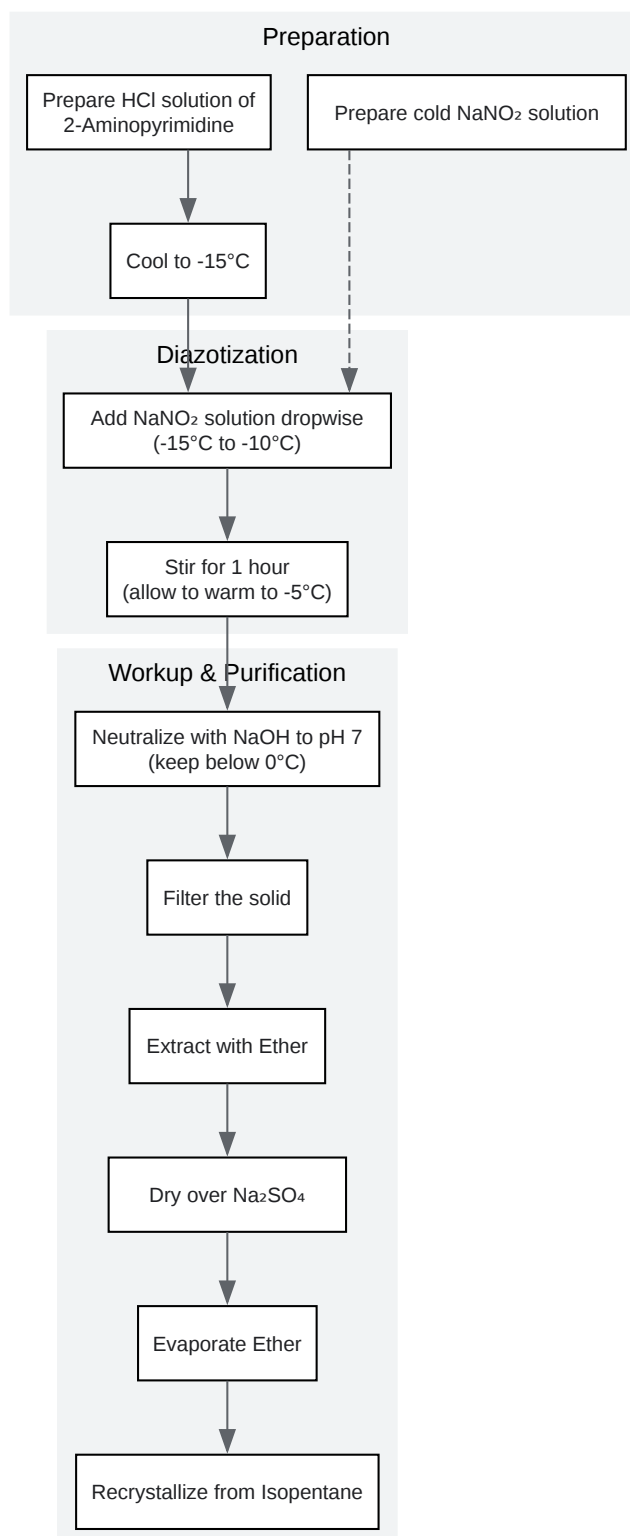 Preparation
Prepare HCl solution of
2-Aminopyrimidine
Prepare cold NaNO₂ solution
Cool to -15°C
Diazotization
Add NaNO₂ solution dropwise
(-15°C to -10°C)
Stir for 1 hour
(allow to warm to -5°C)
Workup & Purification
Neutralize with NaOH to pH 7
(keep below 0°C)
Filter the solid
Extract with Ether
Dry over Na₂SO₄
Evaporate Ether
Recrystallize from Isopentane